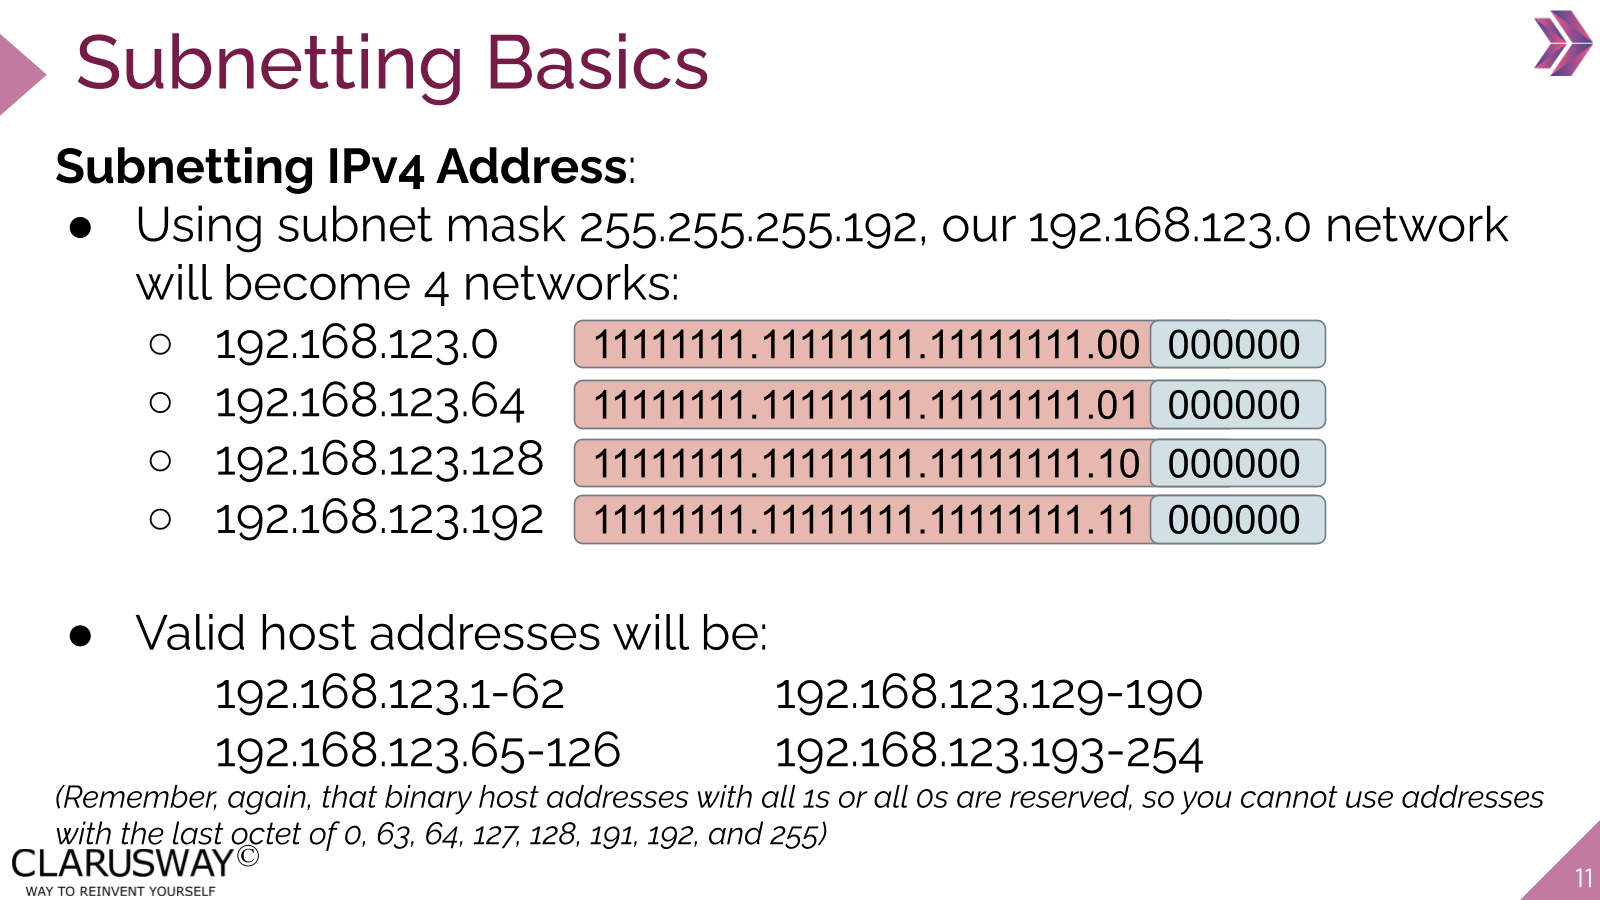 Subnetting Basics
Subnetting IPv4 Address:
● Using subnet mask 255.255.255.192, our 192.168.123.0 network
will become 4 networks:
○ 192.168.123.0 11111111.11111111.11111111.00 000000
○ 192.168.123.64 11111111.11111111.11111111.01 000000
○ 192.168.123.128 11111111.11111111.11111111.10 000000
○ 192.168.123.192 11111111.11111111.11111111.11 000000
● Valid host addresses will be:
192.168.123.1-62 192.168.123.129-190
192.168.123.65-126 192.168.123.193-254
(Remember, again, that binary host addresses with all 1s or all 0s are reserved, so you cannot use addresses
with the last octet of 0, 63, 64, 127, 128, 191, 192, and 255)
CLARUSWAY©
WAY TO REINVENT YOURSELF
11